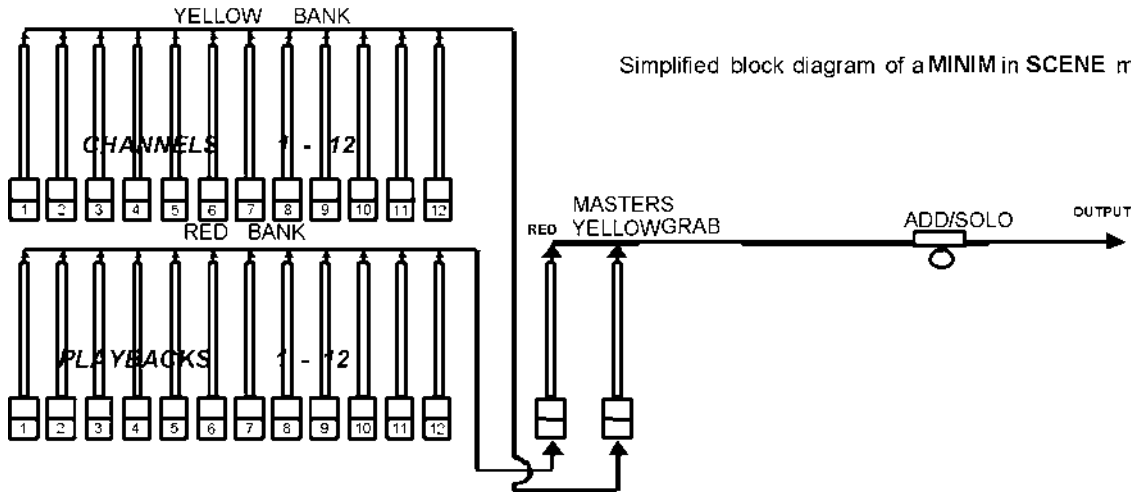 YELLOW BANK
Simplified block diagram of a MINIM in SCENE m
CHANNELS 1 - 12
1 2 3 4 5 6 7 8 9 10 11 12
RED BANK
MASTERS
RED YELLOWGRAB
ADD/SOLO
OUTPUT
PLAYBACKS 1 - 12
1 2 3 4 5 6 7 8 9 10 11 12